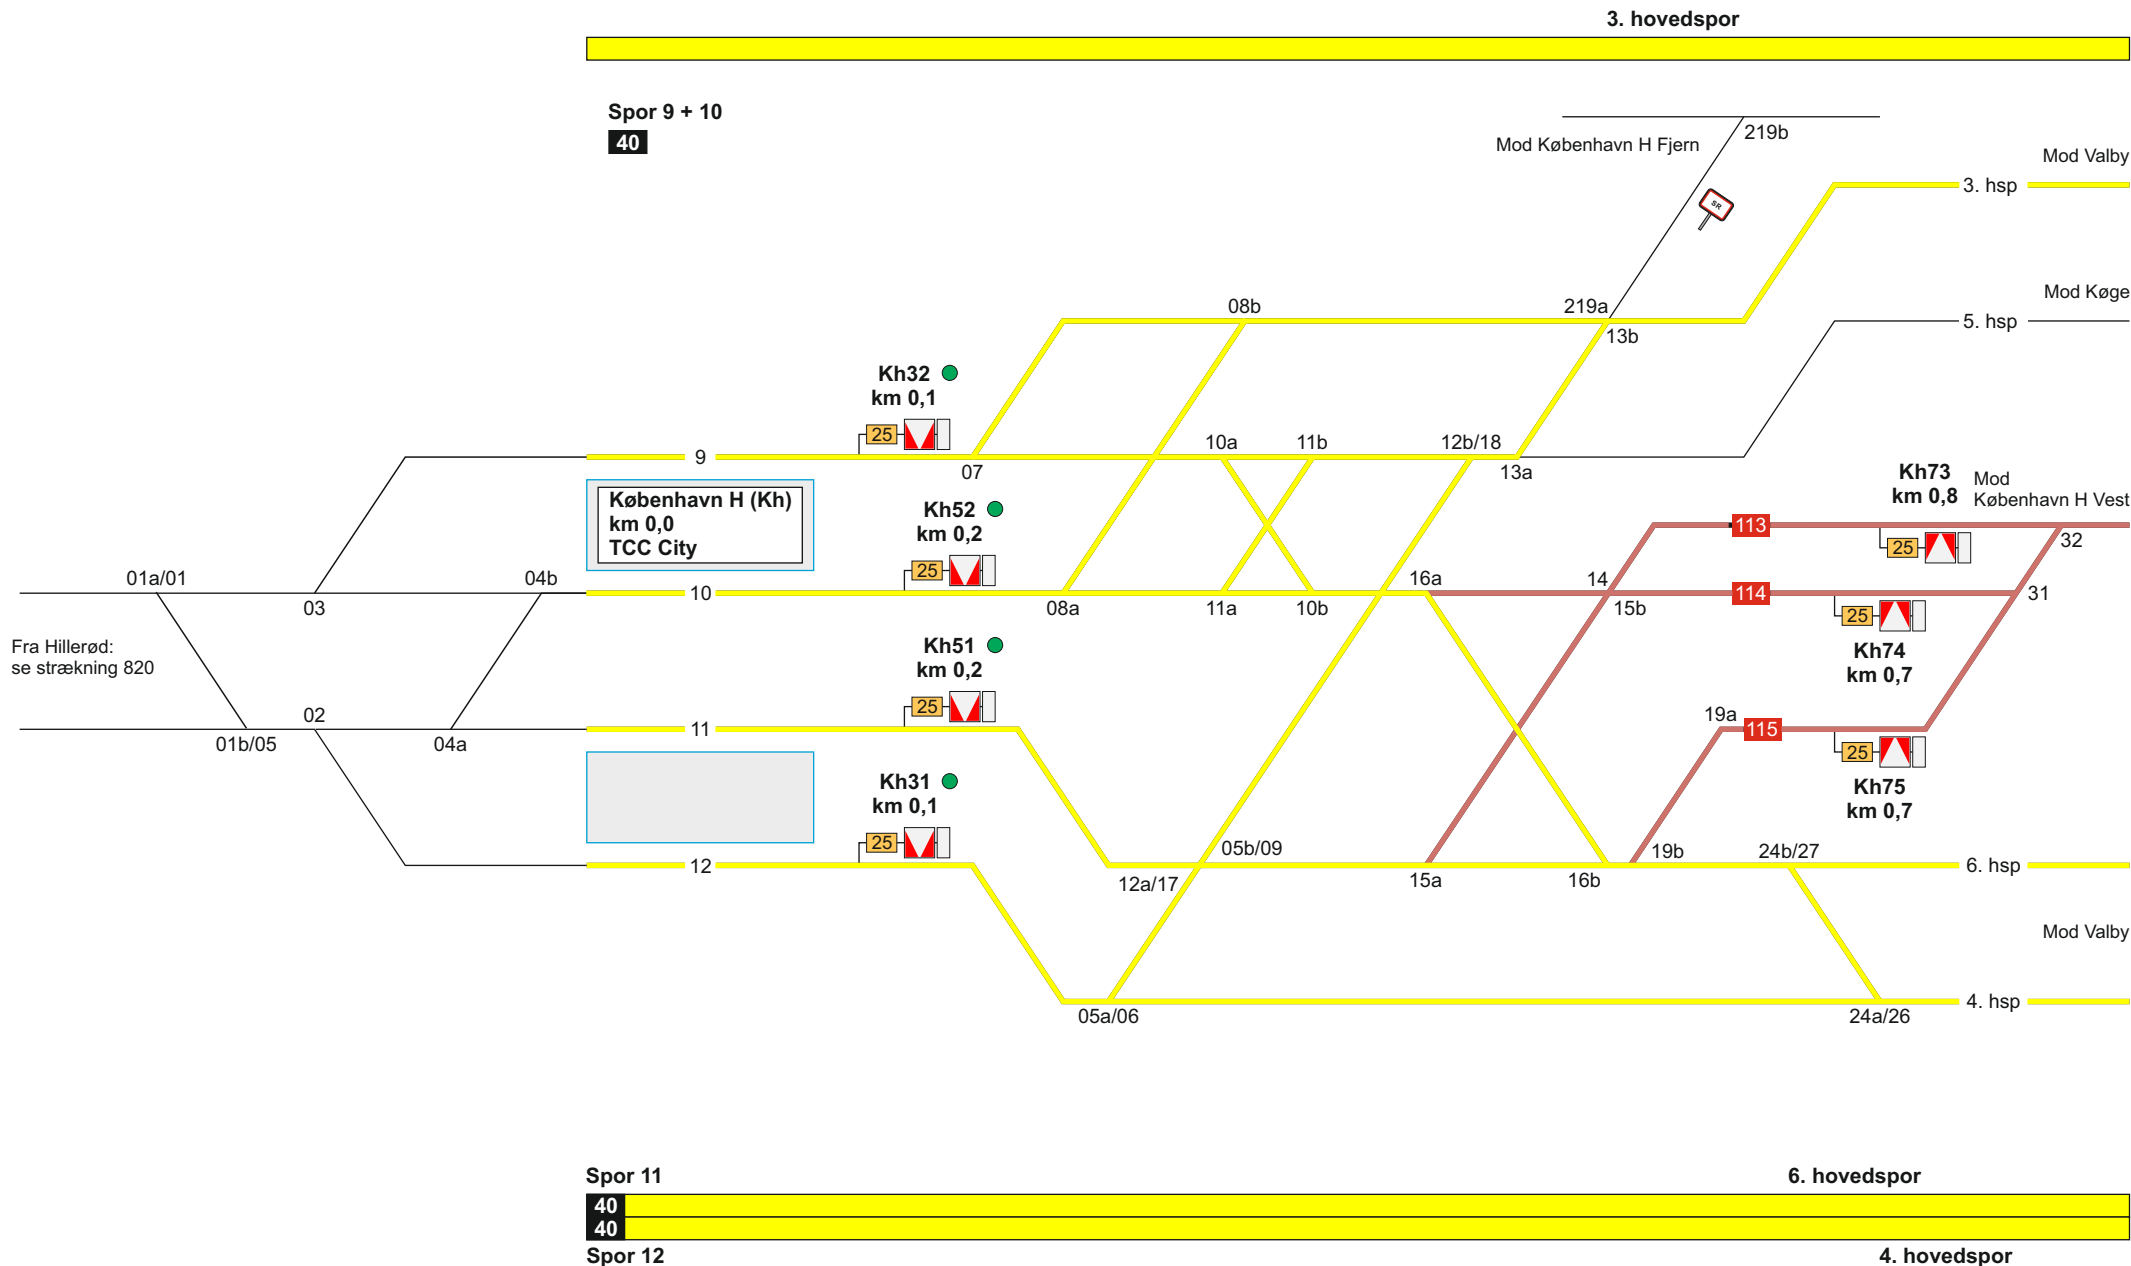 3. hovedspor
Spor 9 + 10
40
219b
Mod København H Fjern
Mod Valby
3. hsp
SR
Mod Køge
08b
219a
5. hsp
13b
Kh32
km 0,1
25
10a
11b
12b/18
9
07
13a
Kh73
km 0,8
Mod
København H Vest
København H (Kh)
km 0,0
TCC City
Kh52
km 0,2
113
25
32
25
01a/01
04b
16a
14
10
114
31
03
08a
11a
10b
15b
25
Fra Hillerød:
se strækning 820
Kh51
km 0,2
Kh74
km 0,7
25
02
19a
11
115
01b/05
04a
25
Kh31
km 0,1
Kh75
km 0,7
25
05b/09
19b
24b/27
12
6. hsp
12a/17
15a
16b
Mod Valby
4. hsp
05a/06
24a/26
Spor 11
6. hovedspor
40
40
Spor 12
4. hovedspor